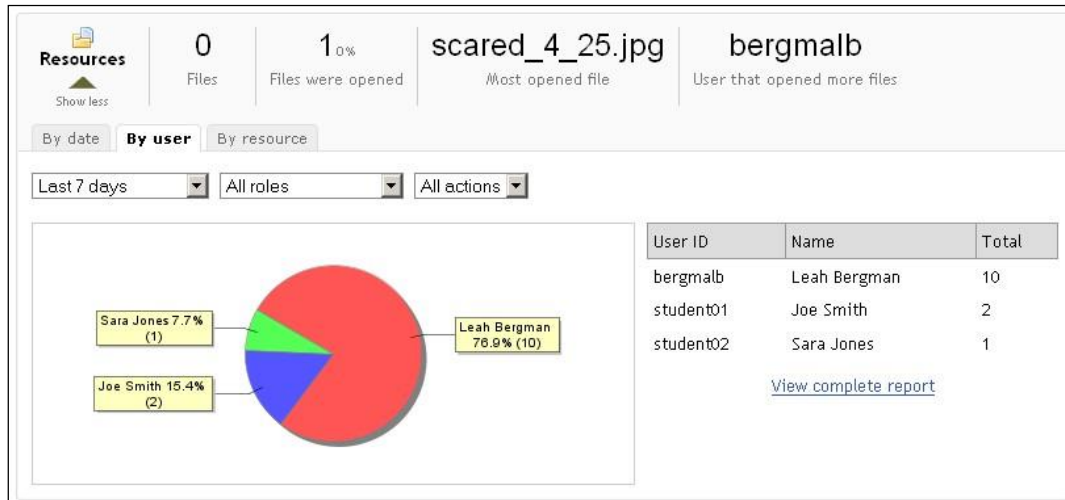 Resources
Show less
0
Files
1 0%
Files were opened
scared_4_25.jpg
Most opened file
bergmalb
User that opened more files
By date By user By resource
Last 7 days All roles All actions
Sara Jones 7.7%
(1)
Joe Smith 15.4%
(2)
Leah Bergman
76.9% (10)
User ID Name Total
bergmalb Leah Bergman 10
student01 Joe Smith 2
student02 Sara Jones 1
View complete report